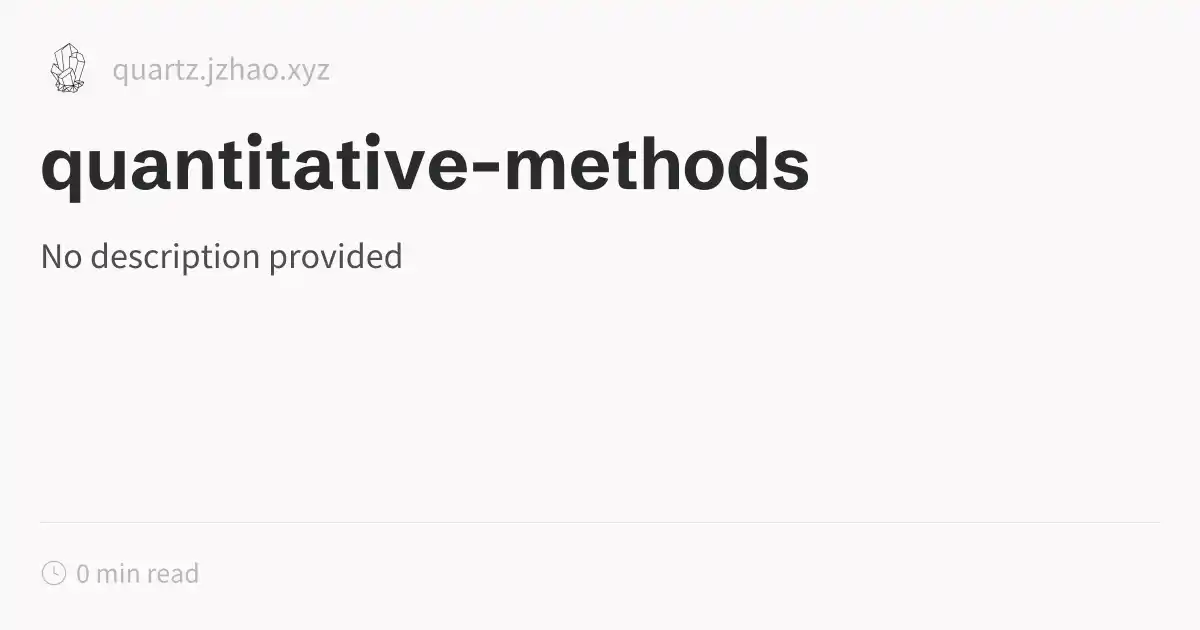 quartz.jzhao.xyz
quantitative-methods
No description provided
0 min read